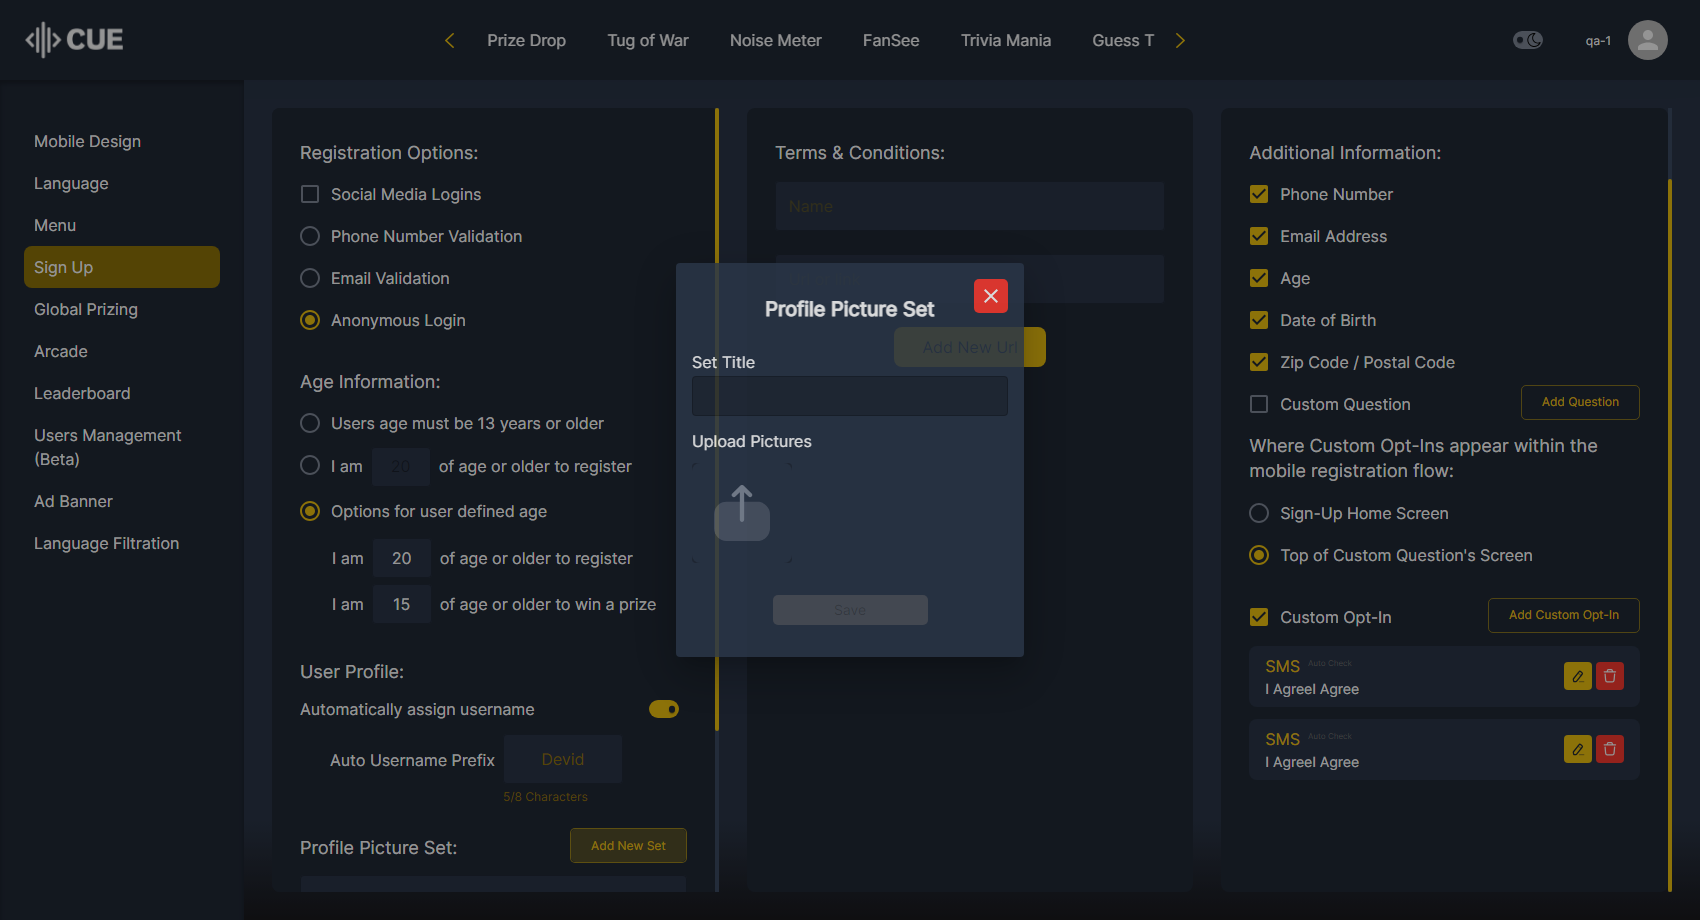 CUE
Prize Drop
Tug of War
Noise Meter
FanSee
Trivia Mania
Guess T
qa-1
Mobile Design
Language
Menu
Sign Up
Global Prizing
Arcade
Leaderboard
Users Management
(Beta)
Ad Banner
Language Filtration
Registration Options:
Social Media Logins
Phone Number Validation
Email Validation
Anonymous Login
Age Information:
Users age must be 13 years or older
I am 20 of age or older to register
Options for user defined age
I am 20 of age or older to register
I am 15 of age or older to win a prize
User Profile:
Automatically assign username
Auto Username Prefix Devid
5/8 Characters
Profile Picture Set:
Add New Set
Terms & Conditions:
Name
Add New Url
Profile Picture Set
Set Title
Upload Pictures
Save
Additional Information:
Phone Number
Email Address
Age
Date of Birth
Zip Code / Postal Code
Custom Question
Add Question
Where Custom Opt-Ins appear within the
mobile registration flow:
Sign-Up Home Screen
Top of Custom Question's Screen
Custom Opt-In
Add Custom Opt-In
SMS Auto Check
I AgreeI Agree
SMS Auto Check
I AgreeI Agree